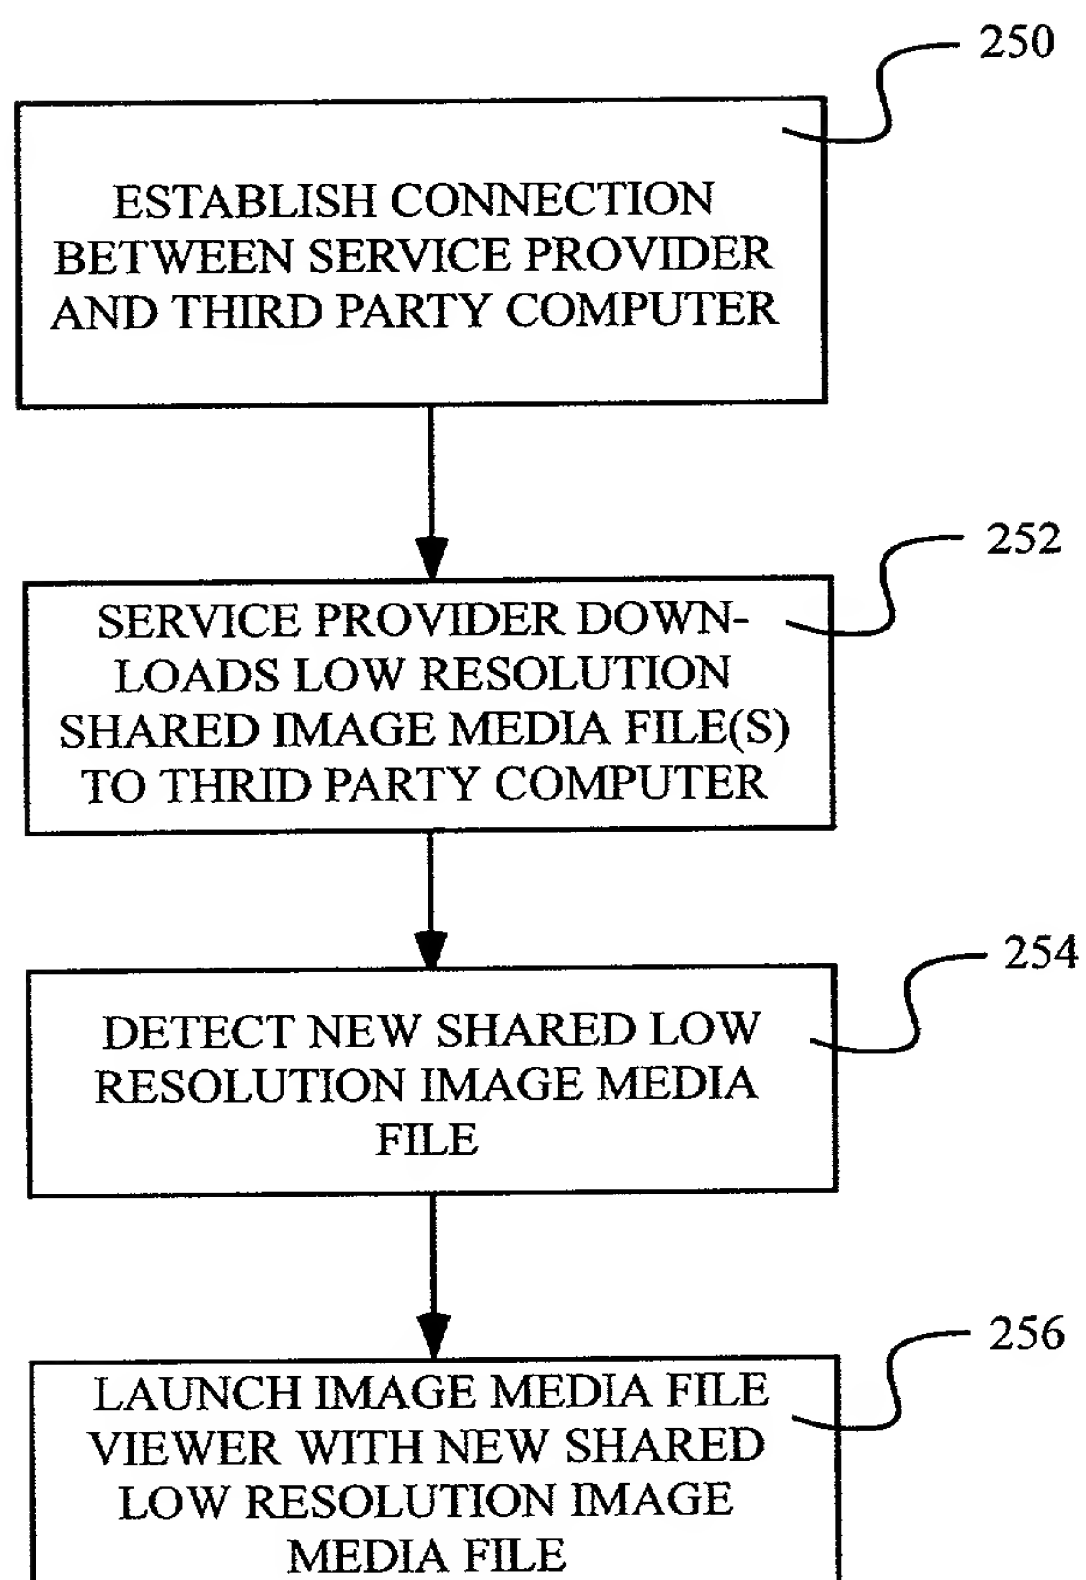 250
ESTABLISH CONNECTION
BETWEEN SERVICE PROVIDER
AND THIRD PARTY COMPUTER
252
SERVICE PROVIDER DOWN-
LOADS LOW RESOLUTION
SHARED IMAGE MEDIA FILE(S)
TO THRID PARTY COMPUTER
254
DETECT NEW SHARED LOW
RESOLUTION IMAGE MEDIA
FILE
256
LAUNCH IMAGE MEDIA FILE
VIEWER WITH NEW SHARED
LOW RESOLUTION IMAGE
MEDIA FILE